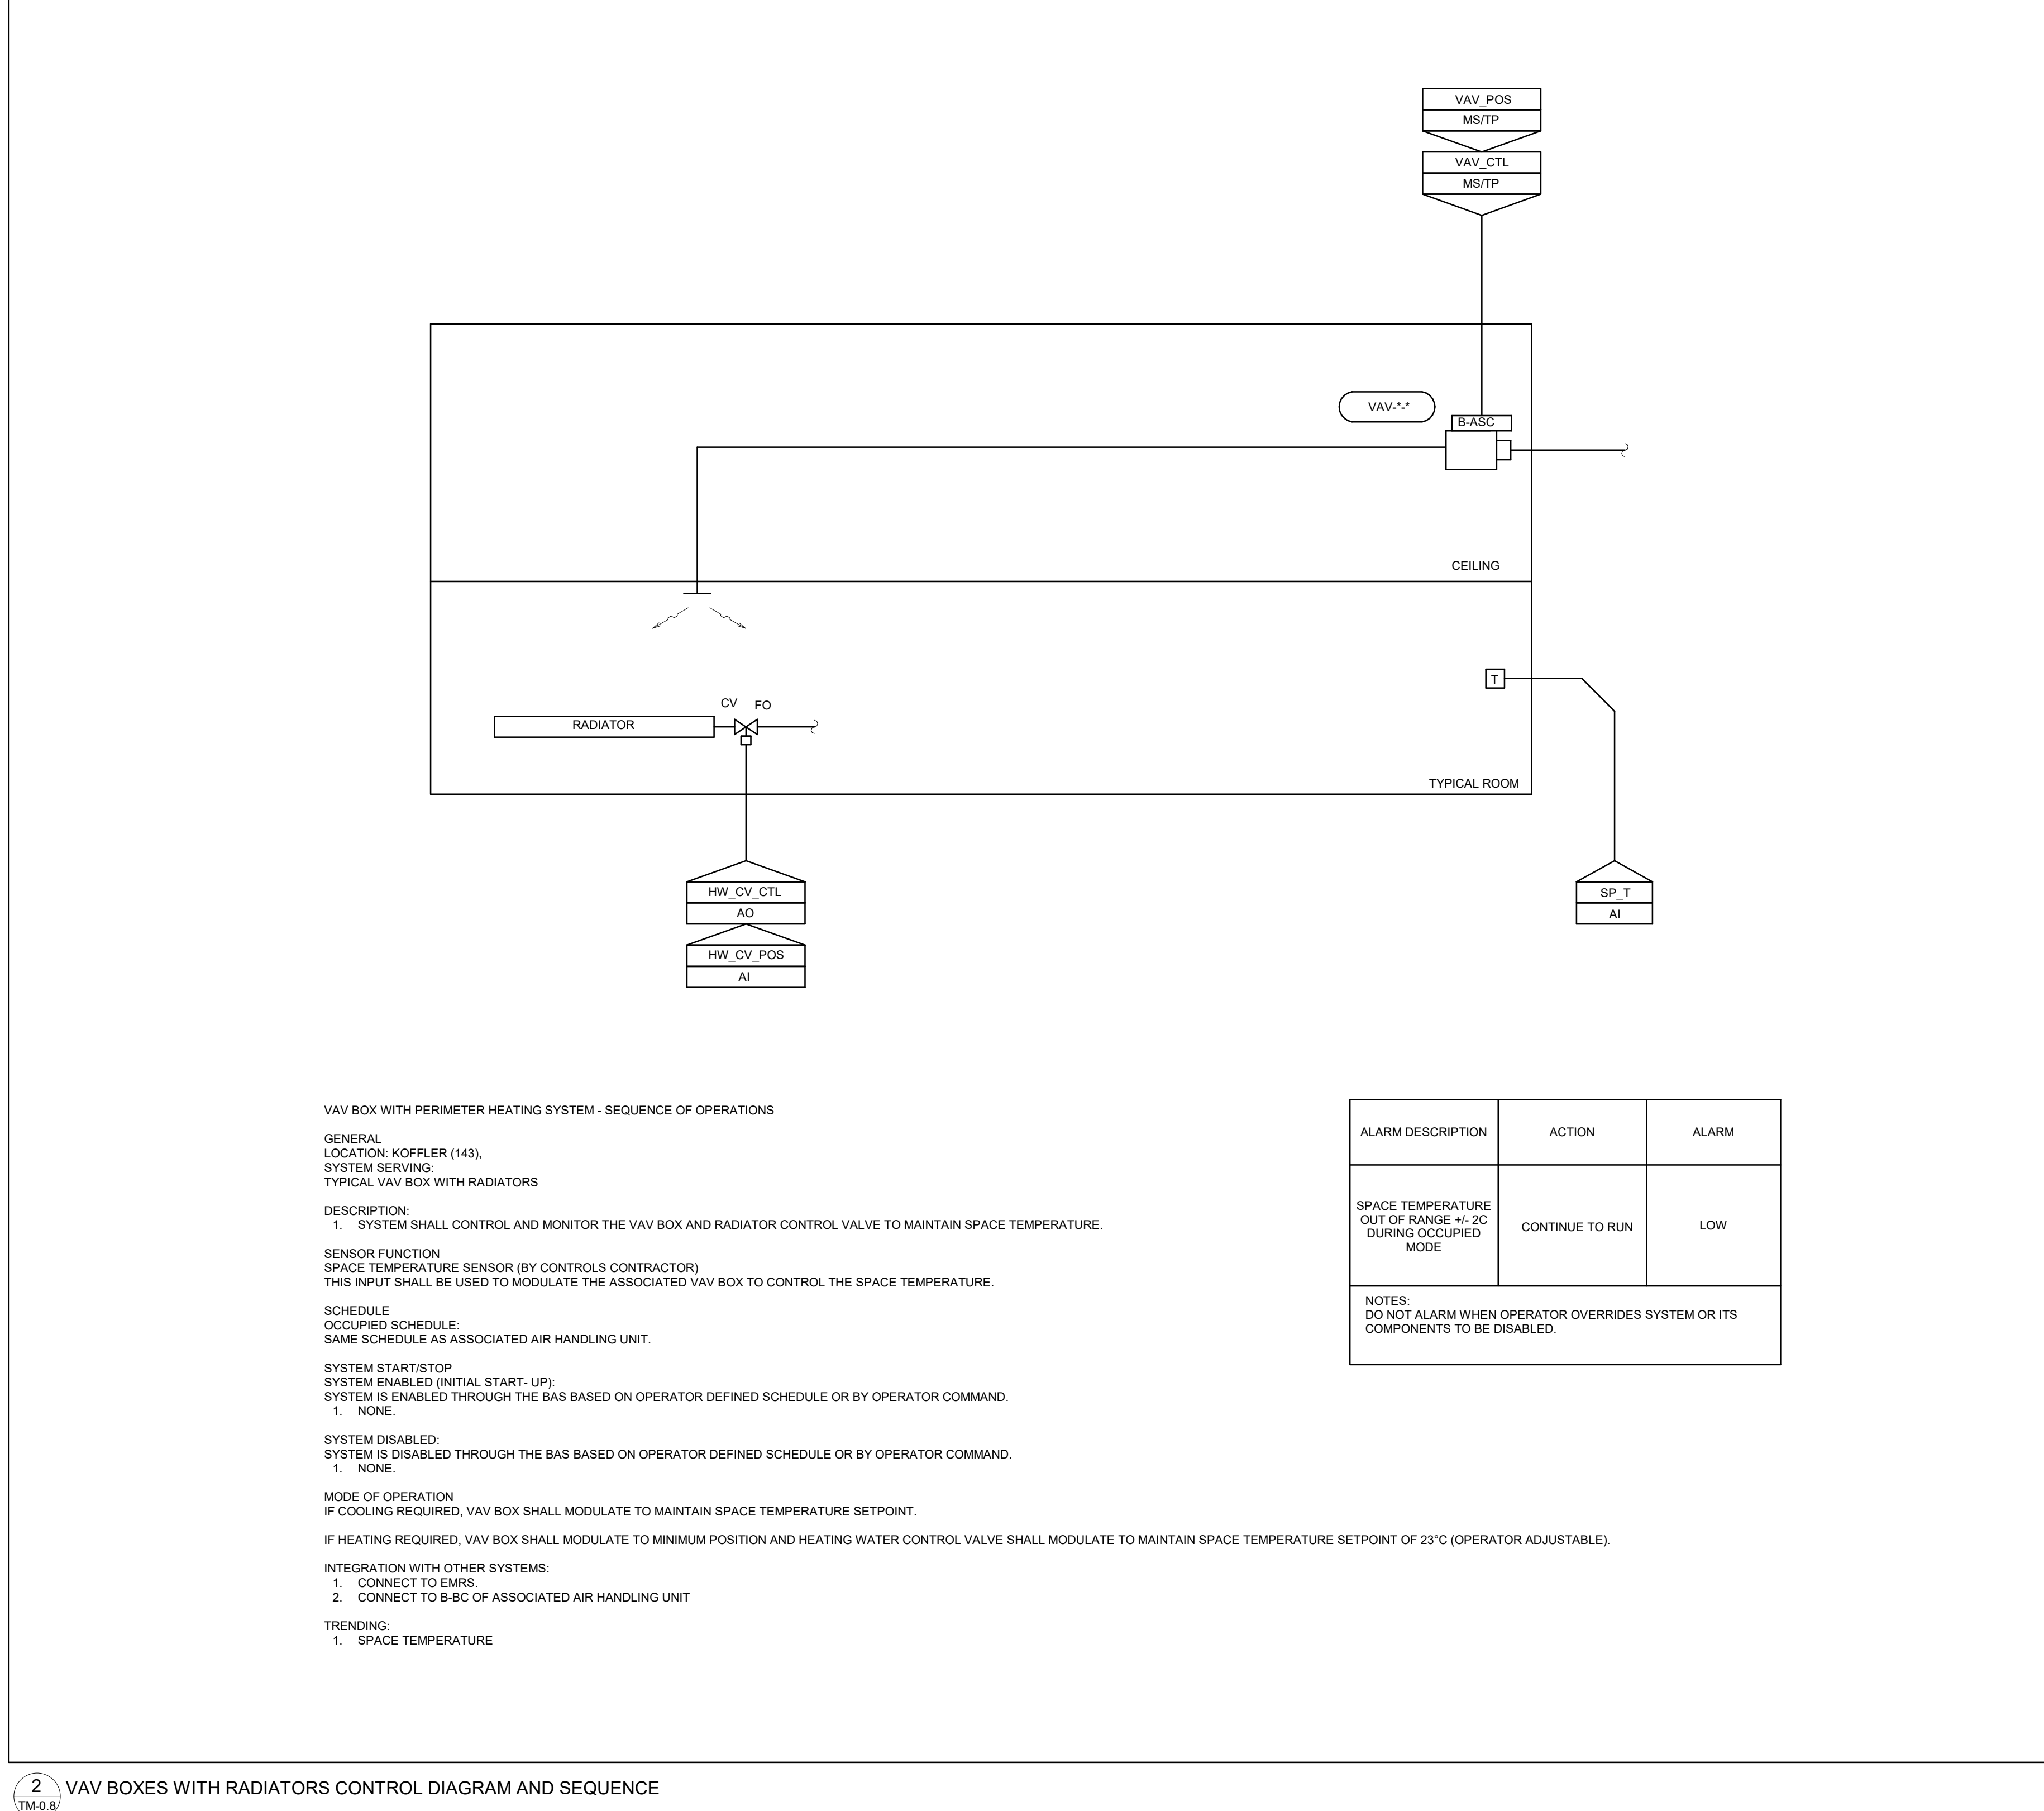 VAV_POS
MS/TP
VAV_CTL
MS/TP
VAV-*-*
B-ASC
CEILING
T
CV
FO
RADIATOR
TYPICAL ROOM
HW_CV_CTL
AO
HW_CV_POS
AI
SP_T
AI
VAV BOX WITH PERIMETER HEATING SYSTEM - SEQUENCE OF OPERATIONS
GENERAL
LOCATION: KOFFLER (143),
SYSTEM SERVING:
TYPICAL VAV BOX WITH RADIATORS
DESCRIPTION:
1. SYSTEM SHALL CONTROL AND MONITOR THE VAV BOX AND RADIATOR CONTROL VALVE TO MAINTAIN SPACE TEMPERATURE.
SENSOR FUNCTION
SPACE TEMPERATURE SENSOR (BY CONTROLS CONTRACTOR)
THIS INPUT SHALL BE USED TO MODULATE THE ASSOCIATED VAV BOX TO CONTROL THE SPACE TEMPERATURE.
SCHEDULE
OCCUPIED SCHEDULE:
SAME SCHEDULE AS ASSOCIATED AIR HANDLING UNIT.
SYSTEM START/STOP
SYSTEM ENABLED (INITIAL START- UP):
SYSTEM IS ENABLED THROUGH THE BAS BASED ON OPERATOR DEFINED SCHEDULE OR BY OPERATOR COMMAND.
1. NONE.
SYSTEM DISABLED:
SYSTEM IS DISABLED THROUGH THE BAS BASED ON OPERATOR DEFINED SCHEDULE OR BY OPERATOR COMMAND.
1. NONE.
MODE OF OPERATION
IF COOLING REQUIRED, VAV BOX SHALL MODULATE TO MAINTAIN SPACE TEMPERATURE SETPOINT.
IF HEATING REQUIRED, VAV BOX SHALL MODULATE TO MINIMUM POSITION AND HEATING WATER CONTROL VALVE SHALL MODULATE TO MAINTAIN SPACE TEMPERATURE SETPOINT OF 23°C (OPERATOR ADJUSTABLE).
INTEGRATION WITH OTHER SYSTEMS:
1. CONNECT TO EMRS.
2. CONNECT TO B-BC OF ASSOCIATED AIR HANDLING UNIT
TRENDING:
1. SPACE TEMPERATURE
ALARM DESCRIPTION
ACTION
ALARM
SPACE TEMPERATURE
OUT OF RANGE +/- 2C
DURING OCCUPIED
MODE
CONTINUE TO RUN
LOW
NOTES:
DO NOT ALARM WHEN OPERATOR OVERRIDES SYSTEM OR ITS
COMPONENTS TO BE DISABLED.
2
TM-0.8
VAV BOXES WITH RADIATORS CONTROL DIAGRAM AND SEQUENCE